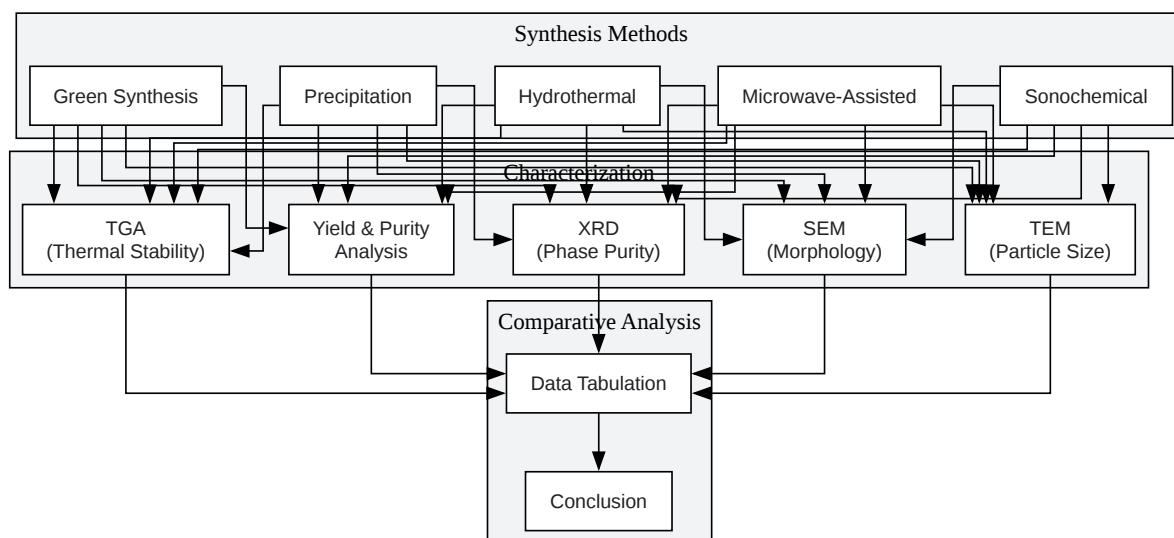 Synthesis Methods
Green Synthesis
Precipitation
Hydrothermal
Microwave-Assisted
Sonochemical
Characterization
TGA
(Thermal Stability)
Yield & Purity
Analysis
XRD
(Phase Purity)
SEM
(Morphology)
TEM
(Particle Size)
Comparative Analysis
Data Tabulation
Conclusion